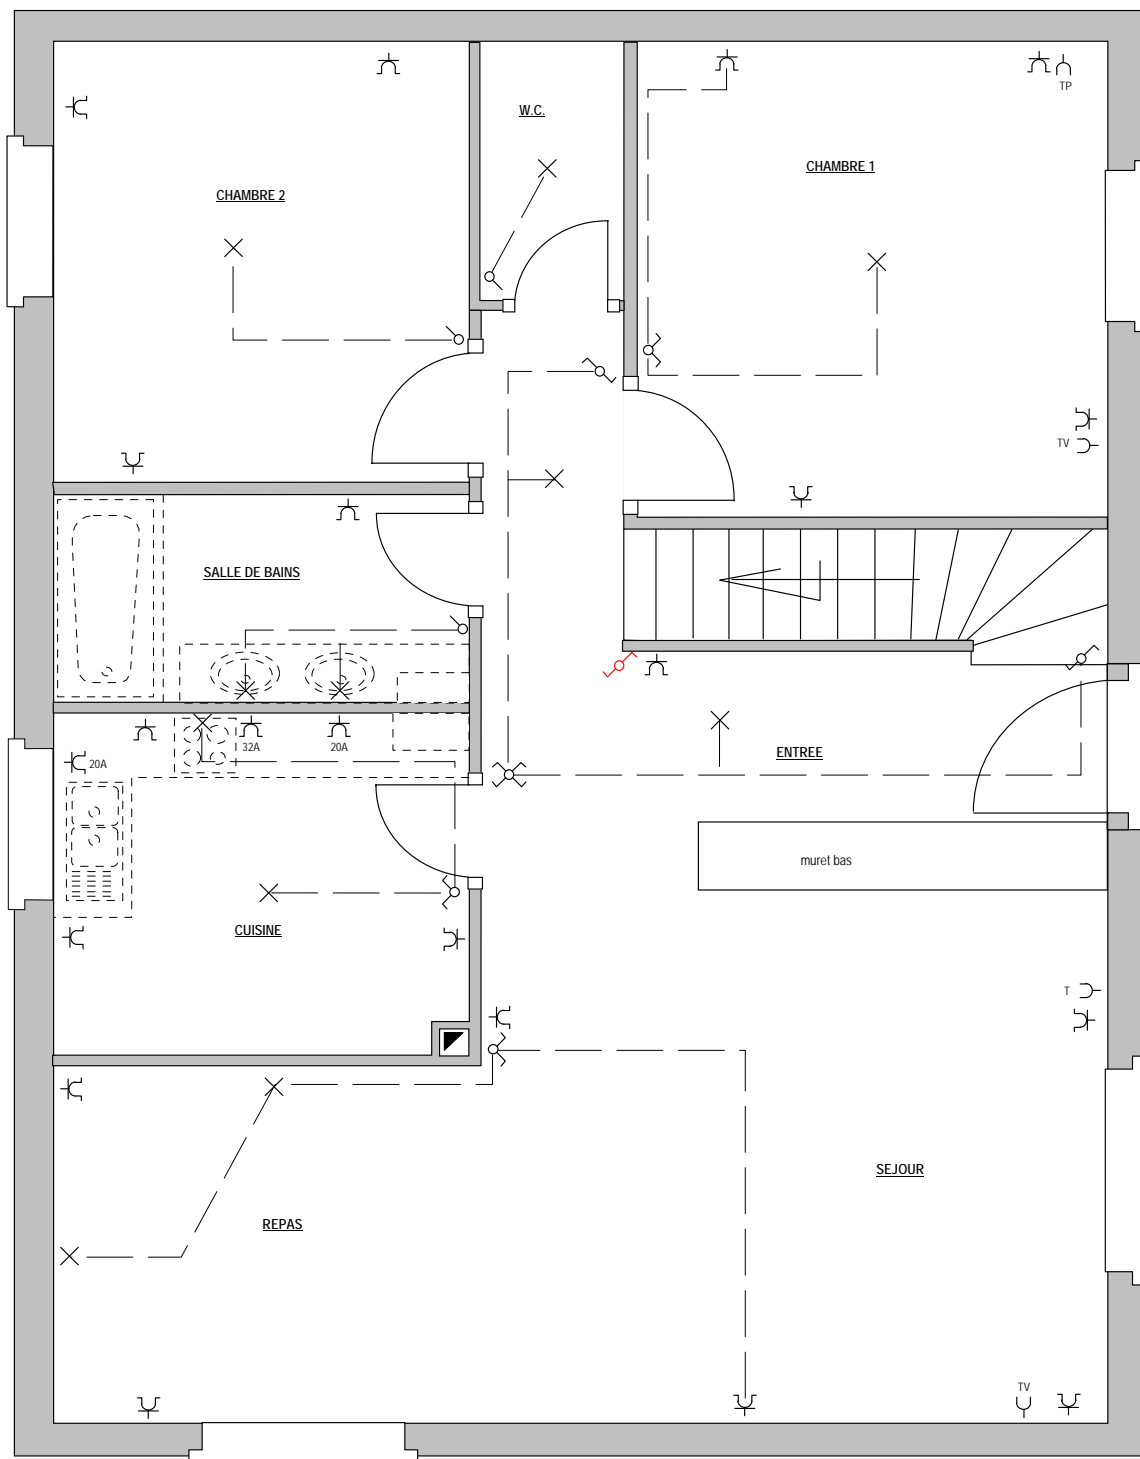 TP
W.C.
CHAMBRE 1
CHAMBRE 2
TV
SALLE DE BAINS
32A
20A
ENTREE
20A
muret bas
CUISINE
T
SEJOUR
REPAS
TV